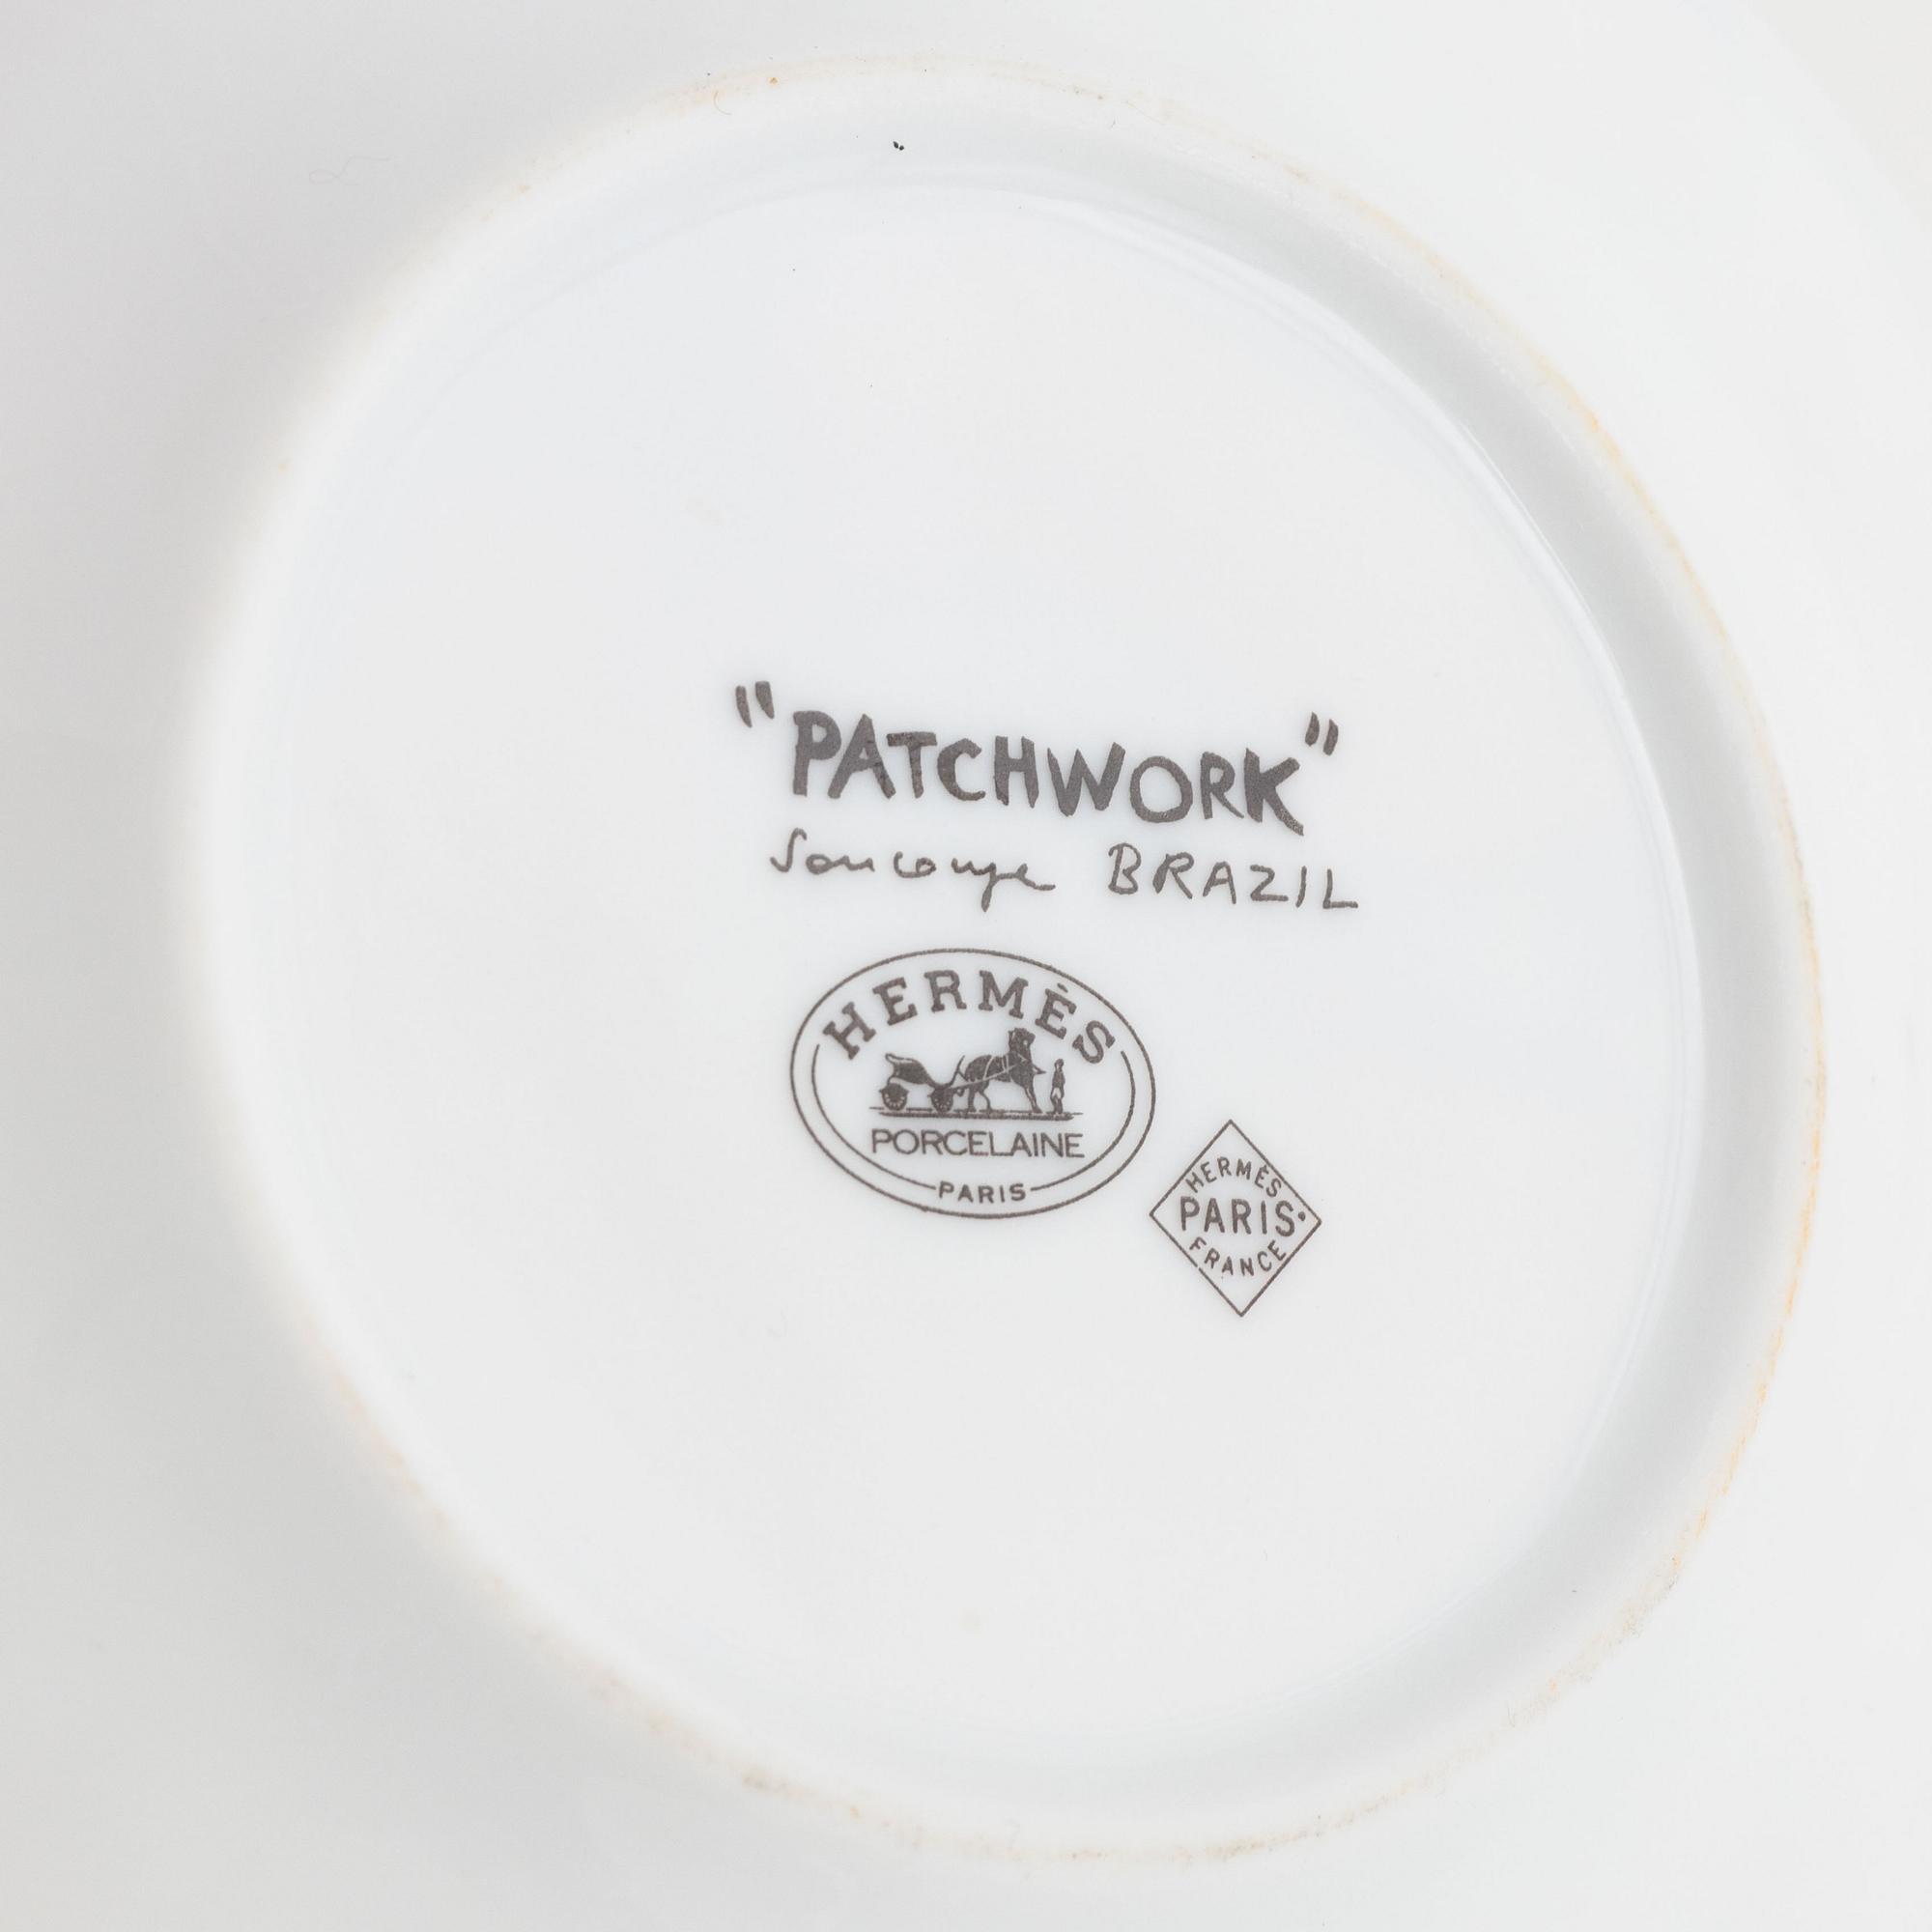 "PATCHWORK"
Soucoupe BRAZIL
HERMÈS
PORCELAINE
PARIS
HERMÈS
PARIS.
FRANCE